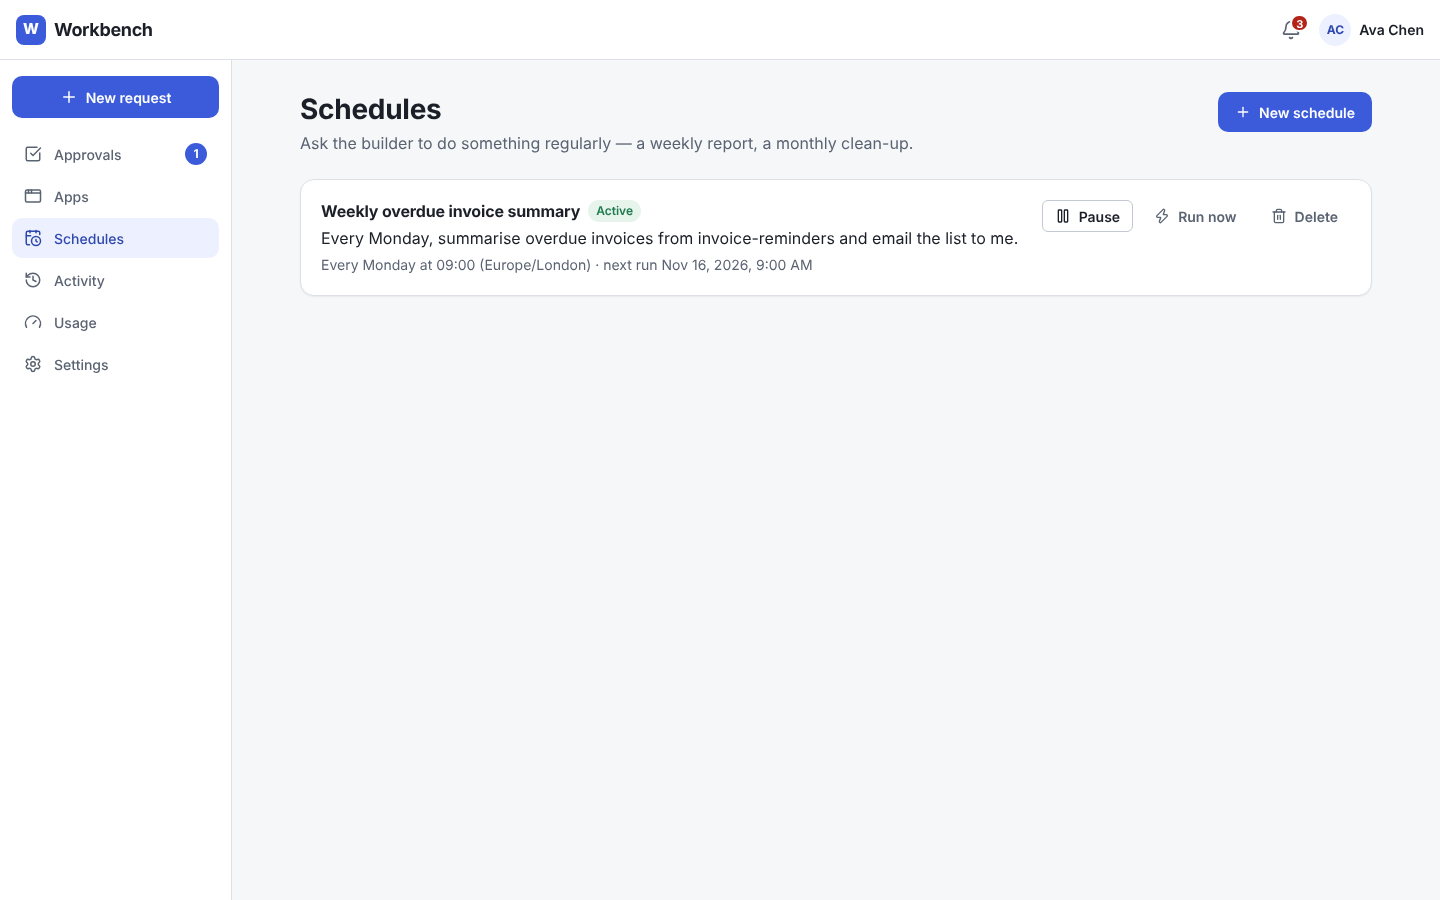 W Workbench
3
AC Ava Chen
New request
Approvals 1
Apps
Schedules
Activity
Usage
Settings
Schedules
Ask the builder to do something regularly — a weekly report, a monthly clean-up.
New schedule
Weekly overdue invoice summary Active
Every Monday, summarise overdue invoices from invoice-reminders and email the list to me.
Every Monday at 09:00 (Europe/London) · next run Nov 16, 2026, 9:00 AM
Pause Run now Delete